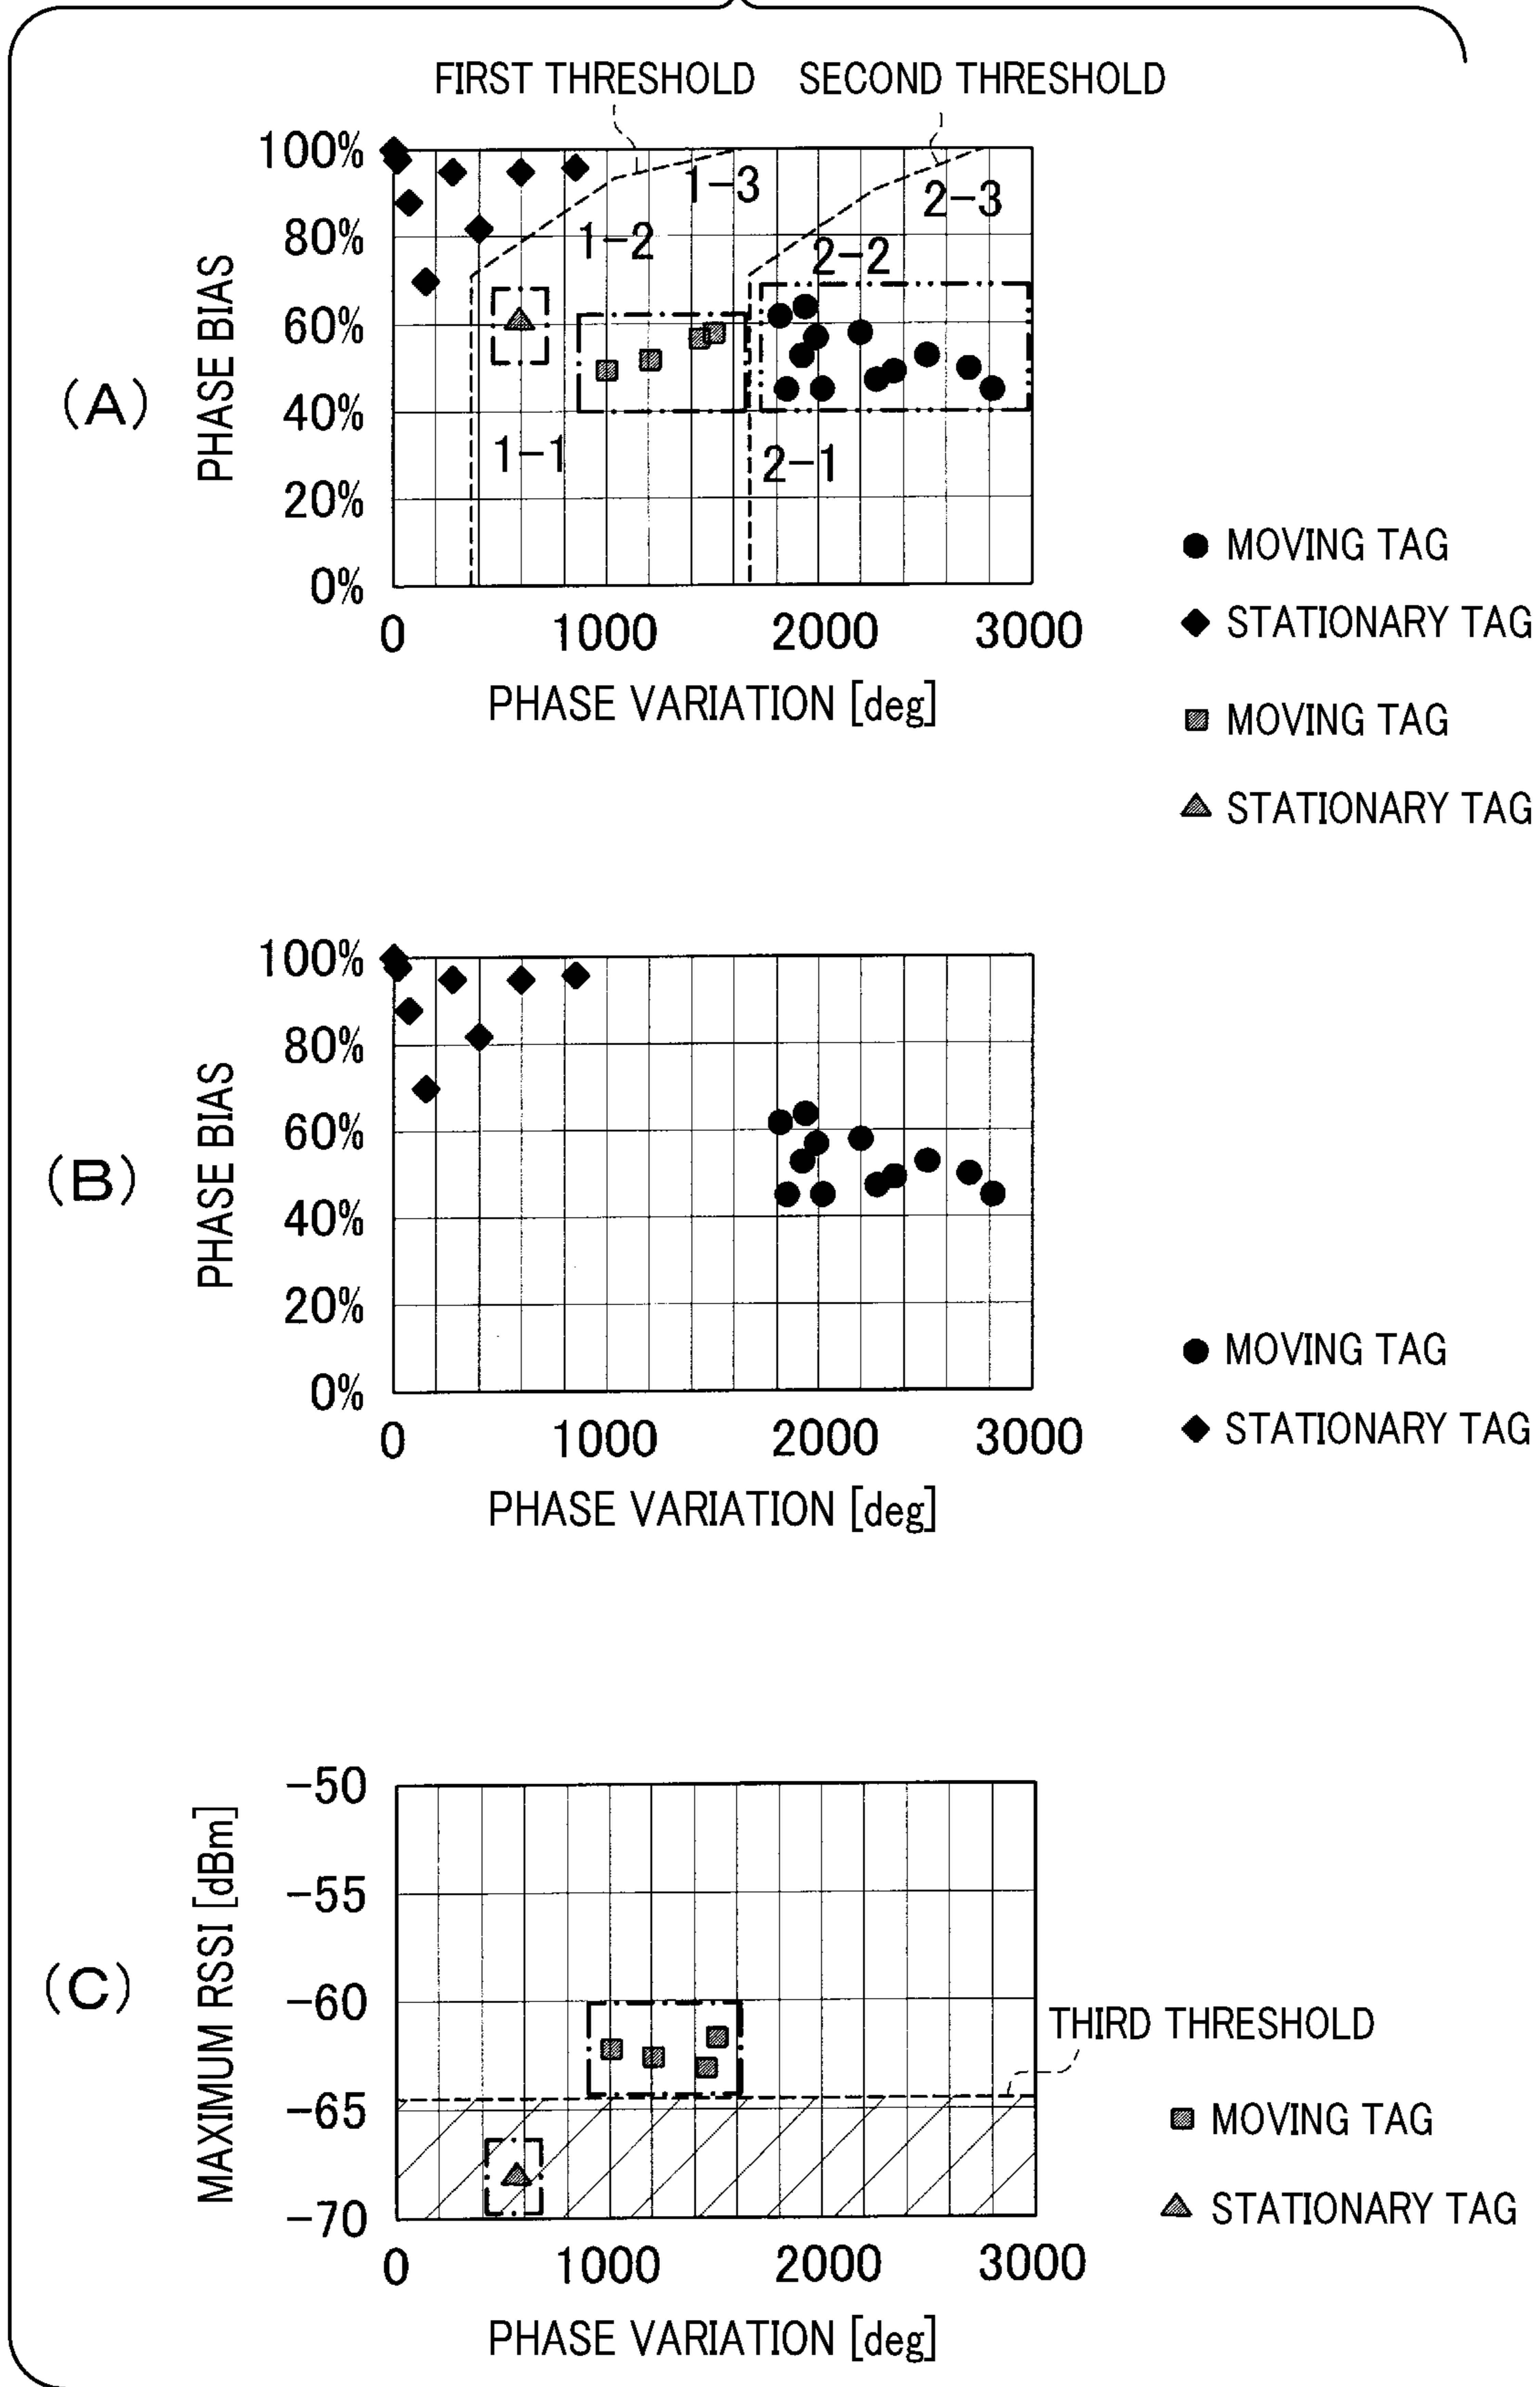 FIRST THRESHOLD SECOND THRESHOLD
(A)
PHASE BIAS
100%
80%
60%
40%
20%
0%
1-3
2-3
1-2
2-2
1-1
2-1
0 1000 2000 3000
PHASE VARIATION [deg]
MOVING TAG
STATIONARY TAG
MOVING TAG
STATIONARY TAG
(B)
PHASE BIAS
100%
80%
60%
40%
20%
0%
0 1000 2000 3000
PHASE VARIATION [deg]
MOVING TAG
STATIONARY TAG
(C)
MAXIMUM RSSI [dBm]
-50
-55
-60
-65
-70
THIRD THRESHOLD
0 1000 2000 3000
PHASE VARIATION [deg]
MOVING TAG
STATIONARY TAG